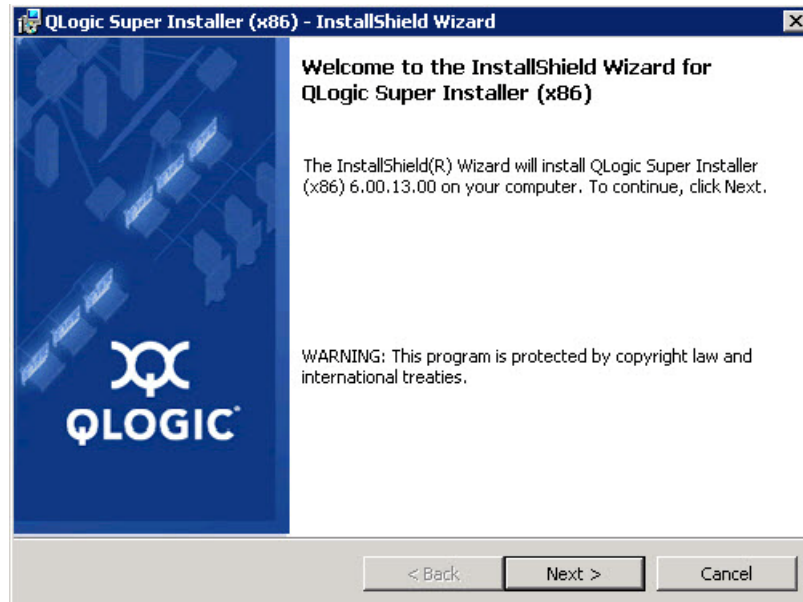 QLogic Super Installer (x86) - InstallShield Wizard
Welcome to the InstallShield Wizard for
QLogic Super Installer (x86)
The InstallShield(R) Wizard will install QLogic Super Installer
(x86) 6.00.13.00 on your computer. To continue, click Next.
WARNING: This program is protected by copyright law and
international treaties.
QLOGIC
< Back
Next >
Cancel